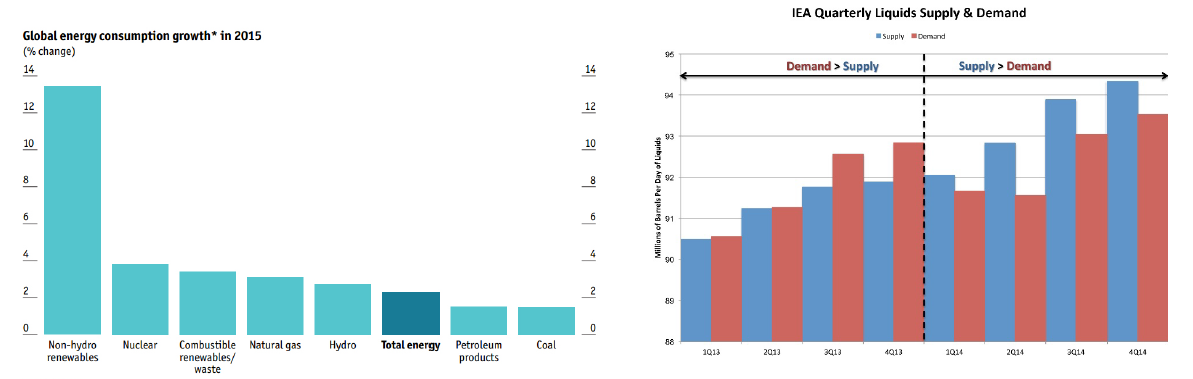 Global energy consumption growth* in 2015
(% change)
14 14
12 12
10 10
8 8
6 6
4 4
2 2
0 0
Non-hydro renewables
Nuclear
Combustible renewables/ waste
Natural gas
Hydro
Total energy
Petroleum products
Coal
IEA Quarterly Liquids Supply & Demand
Supply Demand
Demand > Supply Supply > Demand
Millions of Barrels Per Day of Liquids
95
94
93
92
91
90
89
88
1Q13 2Q13 3Q13 4Q13 1Q14 2Q14 3Q14 4Q14